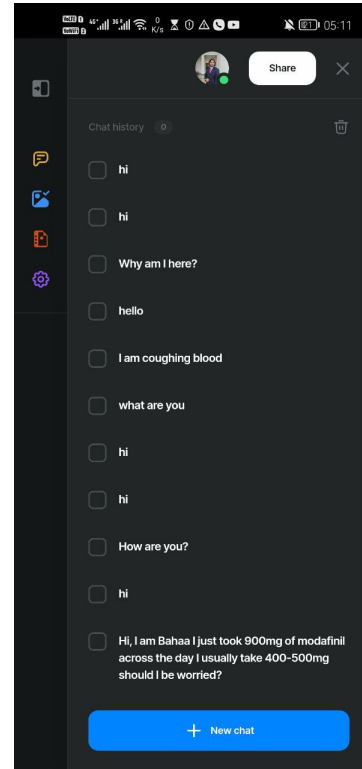 0 K/s 21 05:11
Share
Chat history 0
hi
hi
Why am I here?
hello
I am coughing blood
what are you
hi
hi
How are you?
hi
Hi, I am Bahaa I just took 900mg of modafinil
across the day I usually take 400-500mg
should I be worried?
New chat